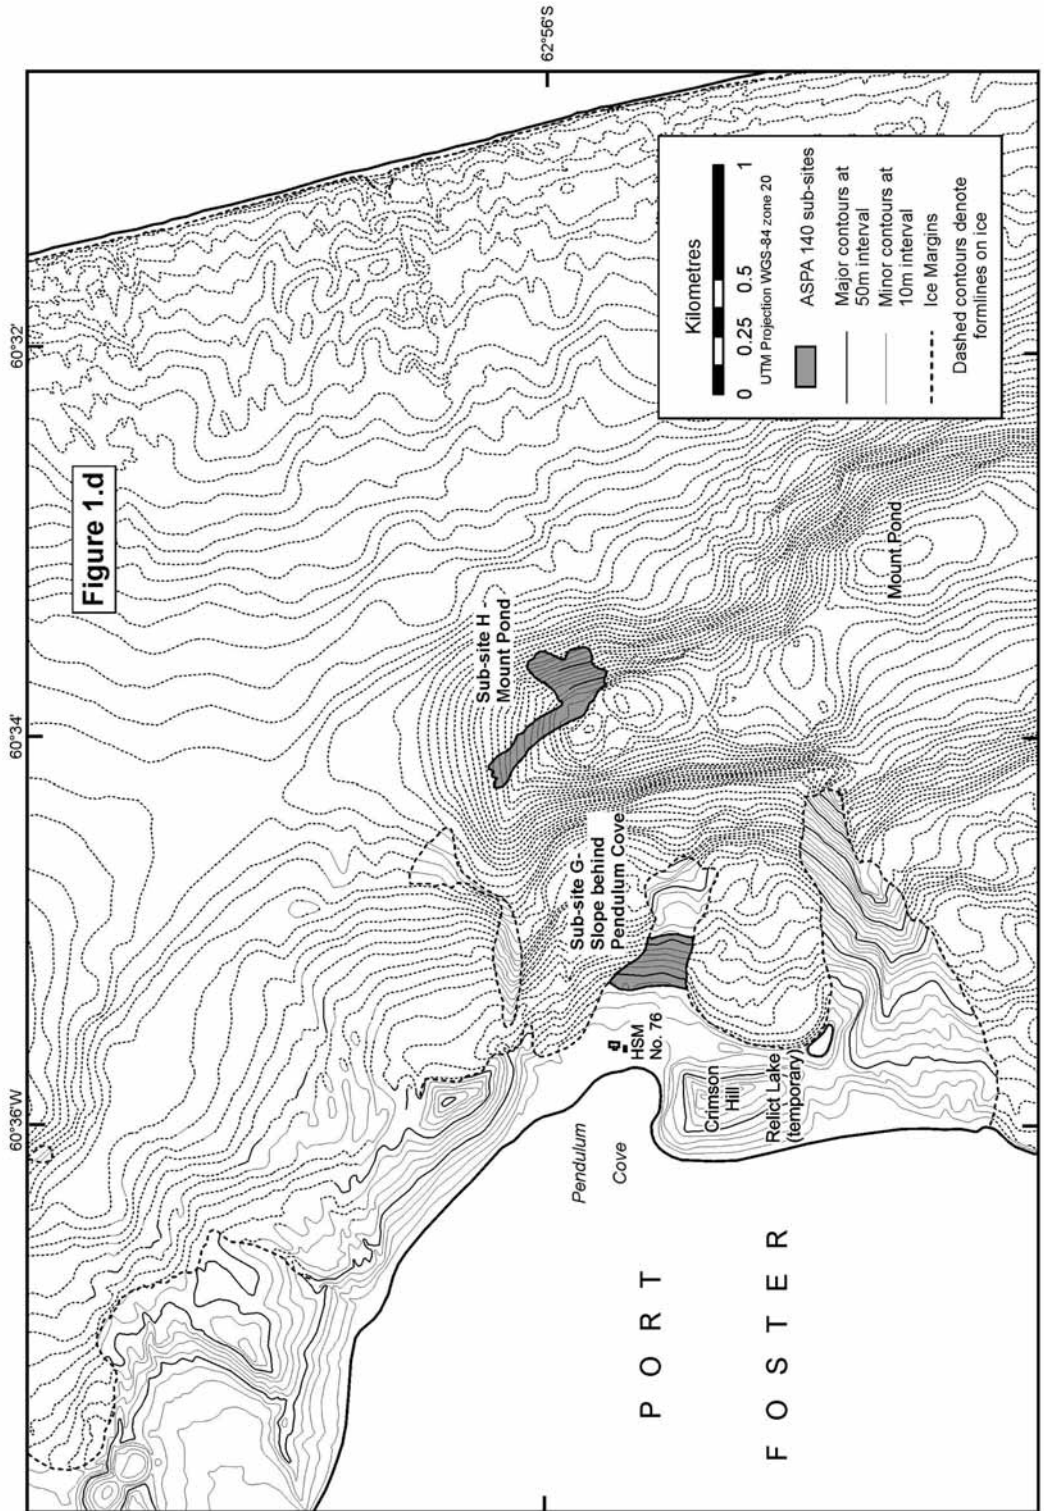 Figure 1.d
60°36'W
60°34'
60°32'
62°56'S
Sub-site H -
Mount Pond
Sub-site G-
Slope behind
Pendulum Cove
HSM
No. 76
Crimson
Hill
Relict Lake
(temporary)
Pendulum
Cove
Mount Pond
PORT
FOSTER
Kilometres
0 0.25 0.5 1
UTM Projection WGS-84 zone 20
ASPA 140 sub-sites
Major contours at
50m interval
Minor contours at
10m interval
Ice Margins
Dashed contours denote
formlines on ice